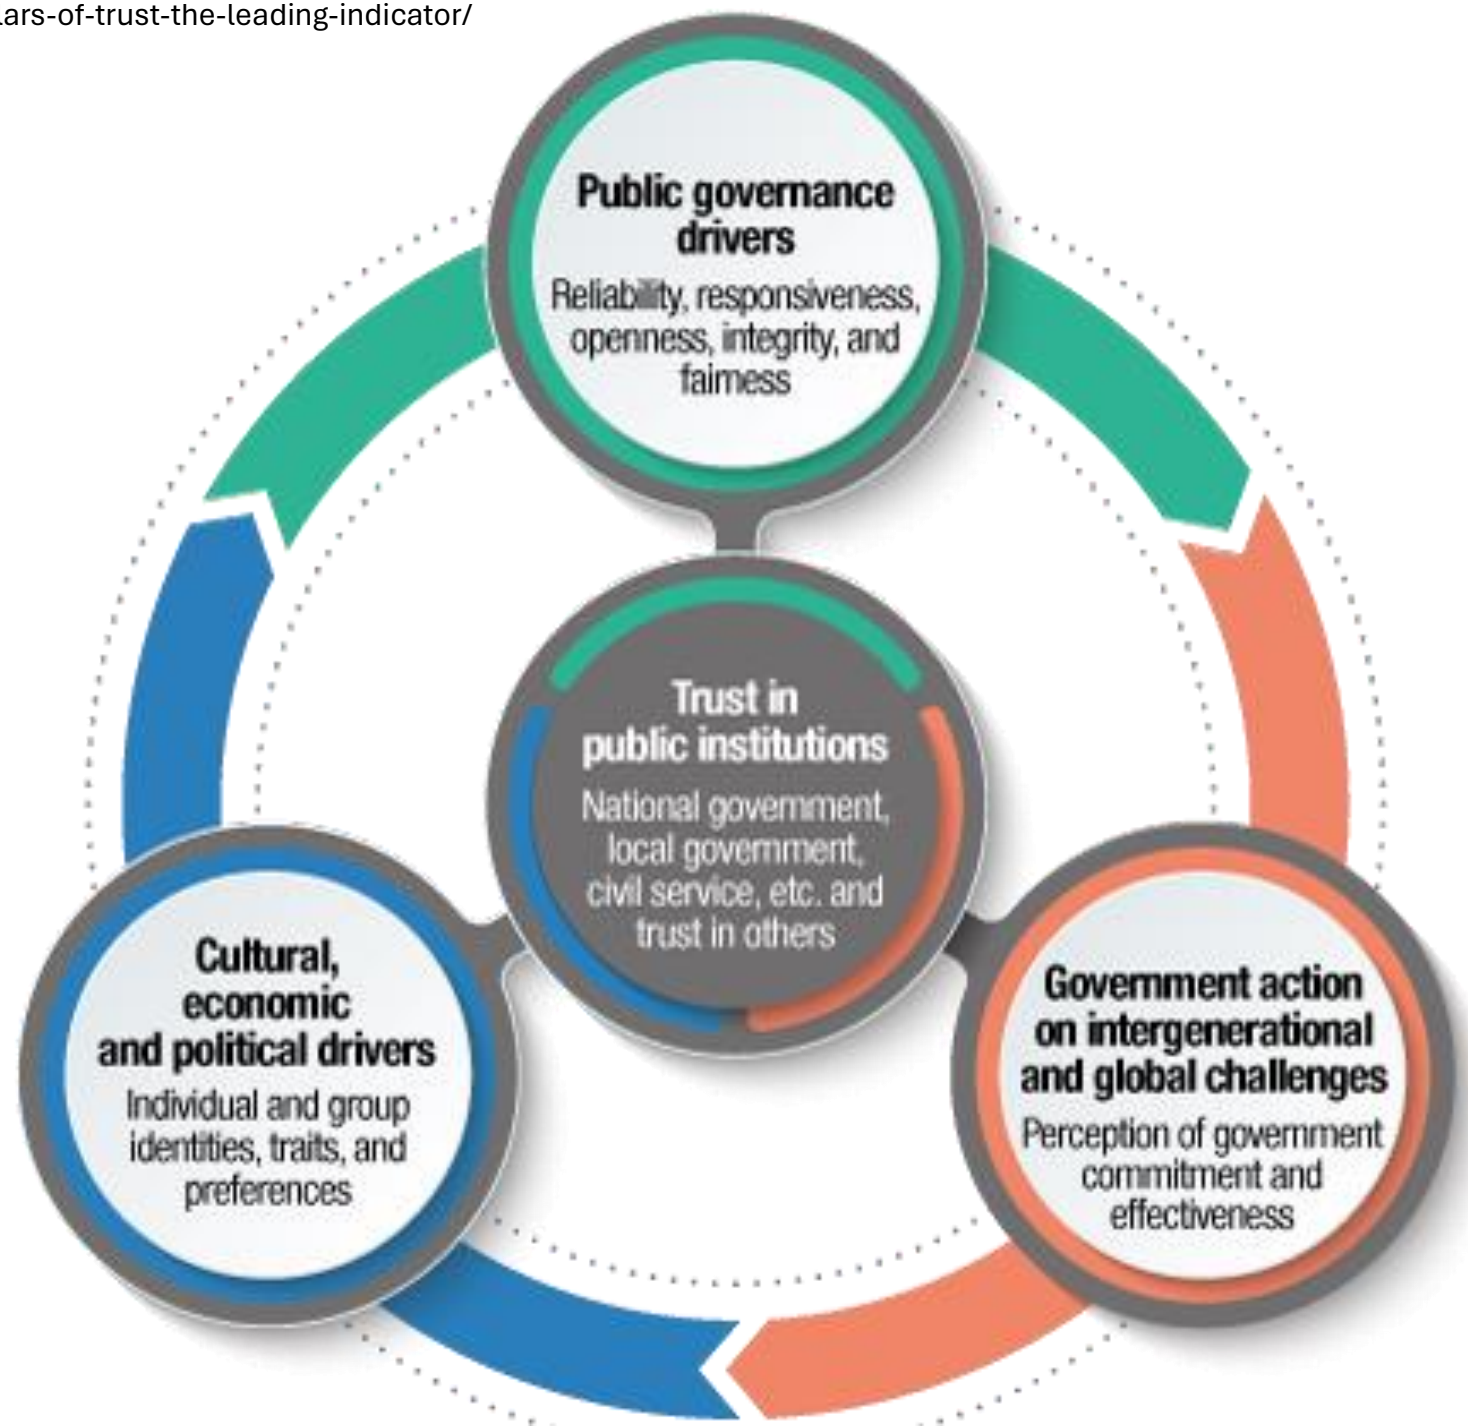 ars-of-trust-the-leading-indicator/
Public governance
drivers
Reliability, responsiveness,
openness, integrity, and
fairness
Trust in
public institutions
National government,
local government,
civil service, etc. and
trust in others
Cultural,
economic
and political drivers
Individual and group
identities, traits, and
preferences
Government action
on intergenerational
and global challenges
Perception of government
commitment and
effectiveness